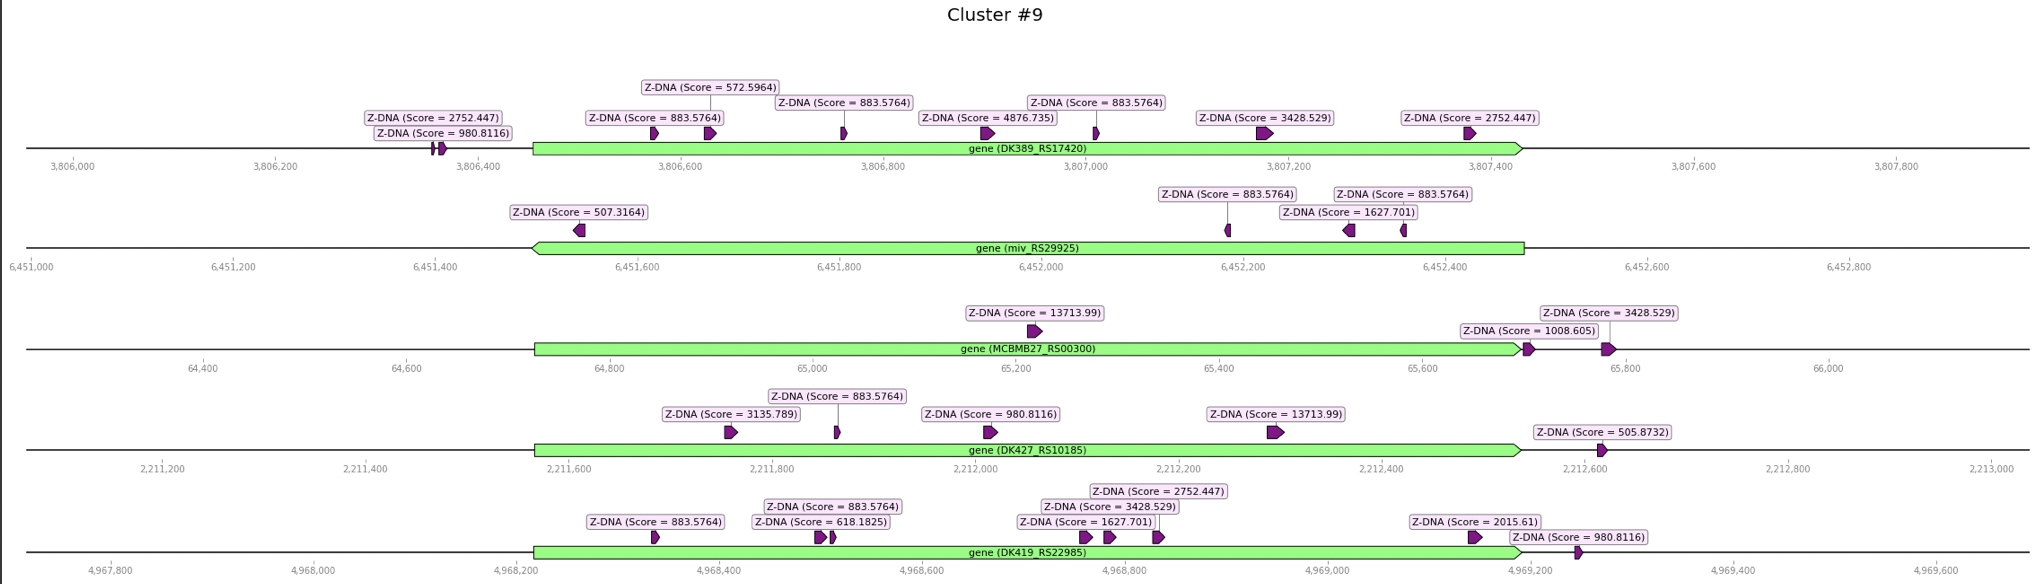 Cluster #9
Z-DNA (Score = 572.5964)
Z-DNA (Score = 883.5764) Z-DNA (Score = 883.5764)
Z-DNA (Score = 2752.447) Z-DNA (Score = 883.5764) Z-DNA (Score = 4876.735) Z-DNA (Score = 3428.529) Z-DNA (Score = 2752.447)
Z-DNA (Score = 980.8116)
gene (DK389_RS17420)
3,806,000 3,806,200 3,806,400 3,806,600 3,806,800 3,807,000 3,807,200 3,807,400 3,807,600 3,807,800
Z-DNA (Score = 883.5764) Z-DNA (Score = 883.5764)
Z-DNA (Score = 507.3164) Z-DNA (Score = 1627.701)
gene (miv_RS29925)
6,451,000 6,451,200 6,451,400 6,451,600 6,451,800 6,452,000 6,452,200 6,452,400 6,452,600 6,452,800
Z-DNA (Score = 13713.99) Z-DNA (Score = 3428.529)
Z-DNA (Score = 1008.605)
gene (MCBMB27_RS00300)
64,400 64,600 64,800 65,000 65,200 65,400 65,600 65,800 66,000
Z-DNA (Score = 883.5764)
Z-DNA (Score = 3135.789) Z-DNA (Score = 980.8116) Z-DNA (Score = 13713.99)
Z-DNA (Score = 505.8732)
gene (DK427_RS10185)
2,211,200 2,211,400 2,211,600 2,211,800 2,212,000 2,212,200 2,212,400 2,212,600 2,212,800 2,213,000
Z-DNA (Score = 2752.447)
Z-DNA (Score = 883.5764) Z-DNA (Score = 3428.529)
Z-DNA (Score = 883.5764) Z-DNA (Score = 618.1825) Z-DNA (Score = 1627.701) Z-DNA (Score = 2015.61)
Z-DNA (Score = 980.8116)
gene (DK419_RS22985)
4,967,800 4,968,000 4,968,200 4,968,400 4,968,600 4,968,800 4,969,000 4,969,200 4,969,400 4,969,600